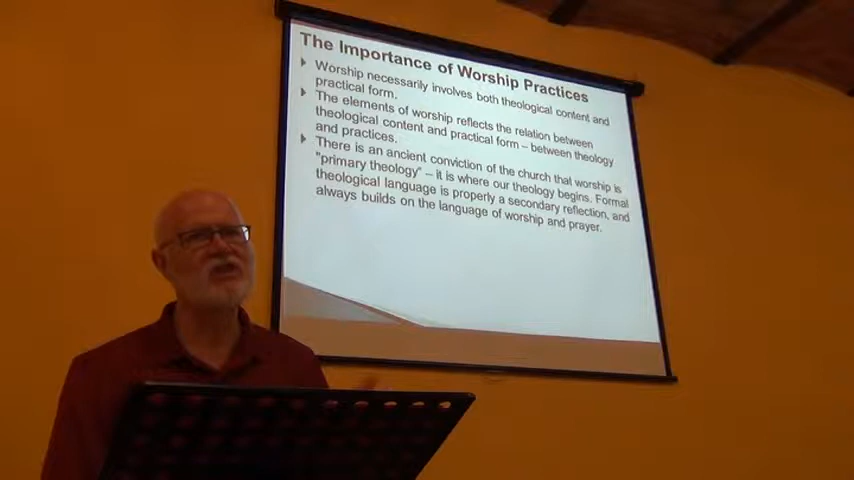 The Importance of Worship Practices
Worship necessarily involves both theological content and
practical form.
The elements of worship reflects the relation between
theological content and practical form – between theology
and practices.
There is an ancient conviction of the church that worship is
"primary theology" – it is where our theology begins. Formal
theological language is properly a secondary reflection, and
always builds on the language of worship and prayer.